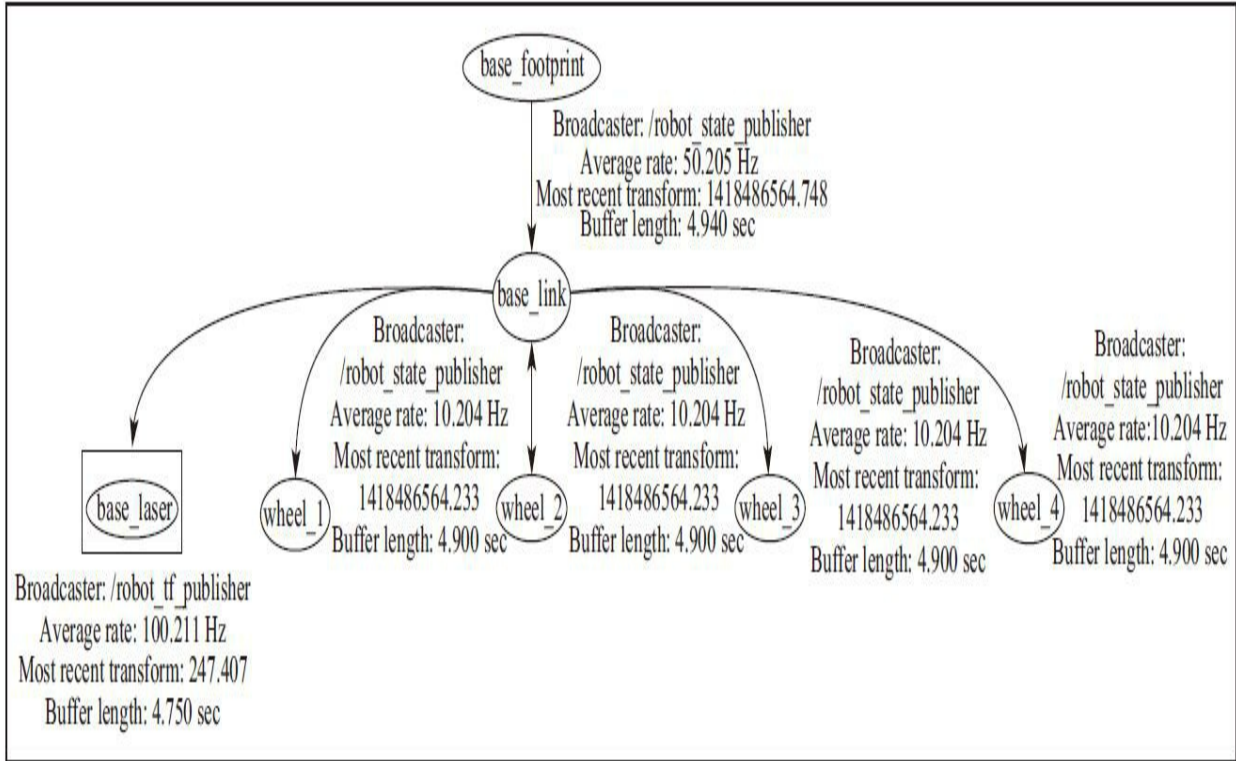 base_footprint
Broadcaster: /robot_state_publisher
Average rate: 50.205 Hz
Most recent transform: 1418486564.748
Buffer length: 4.940 sec
base_link
Broadcaster:
/robot_state_publisher
Average rate: 10.204 Hz
Most recent transform:
1418486564.233
Buffer length: 4.900 sec
Broadcaster:
/robot_state_publisher
Average rate: 10.204 Hz
Most recent transform:
1418486564.233
Buffer length: 4.900 sec
Broadcaster:
/robot_state_publisher
Average rate: 10.204 Hz
Most recent transform:
1418486564.233
Buffer length: 4.900 sec
Broadcaster:
/robot_state_publisher
Average rate:10.204 Hz
Most recent transform:
1418486564.233
Buffer length: 4.900 sec
base_laser
wheel_1
wheel_2
wheel_3
wheel_4
Broadcaster: /robot_tf_publisher
Average rate: 100.211 Hz
Most recent transform: 247.407
Buffer length: 4.750 sec